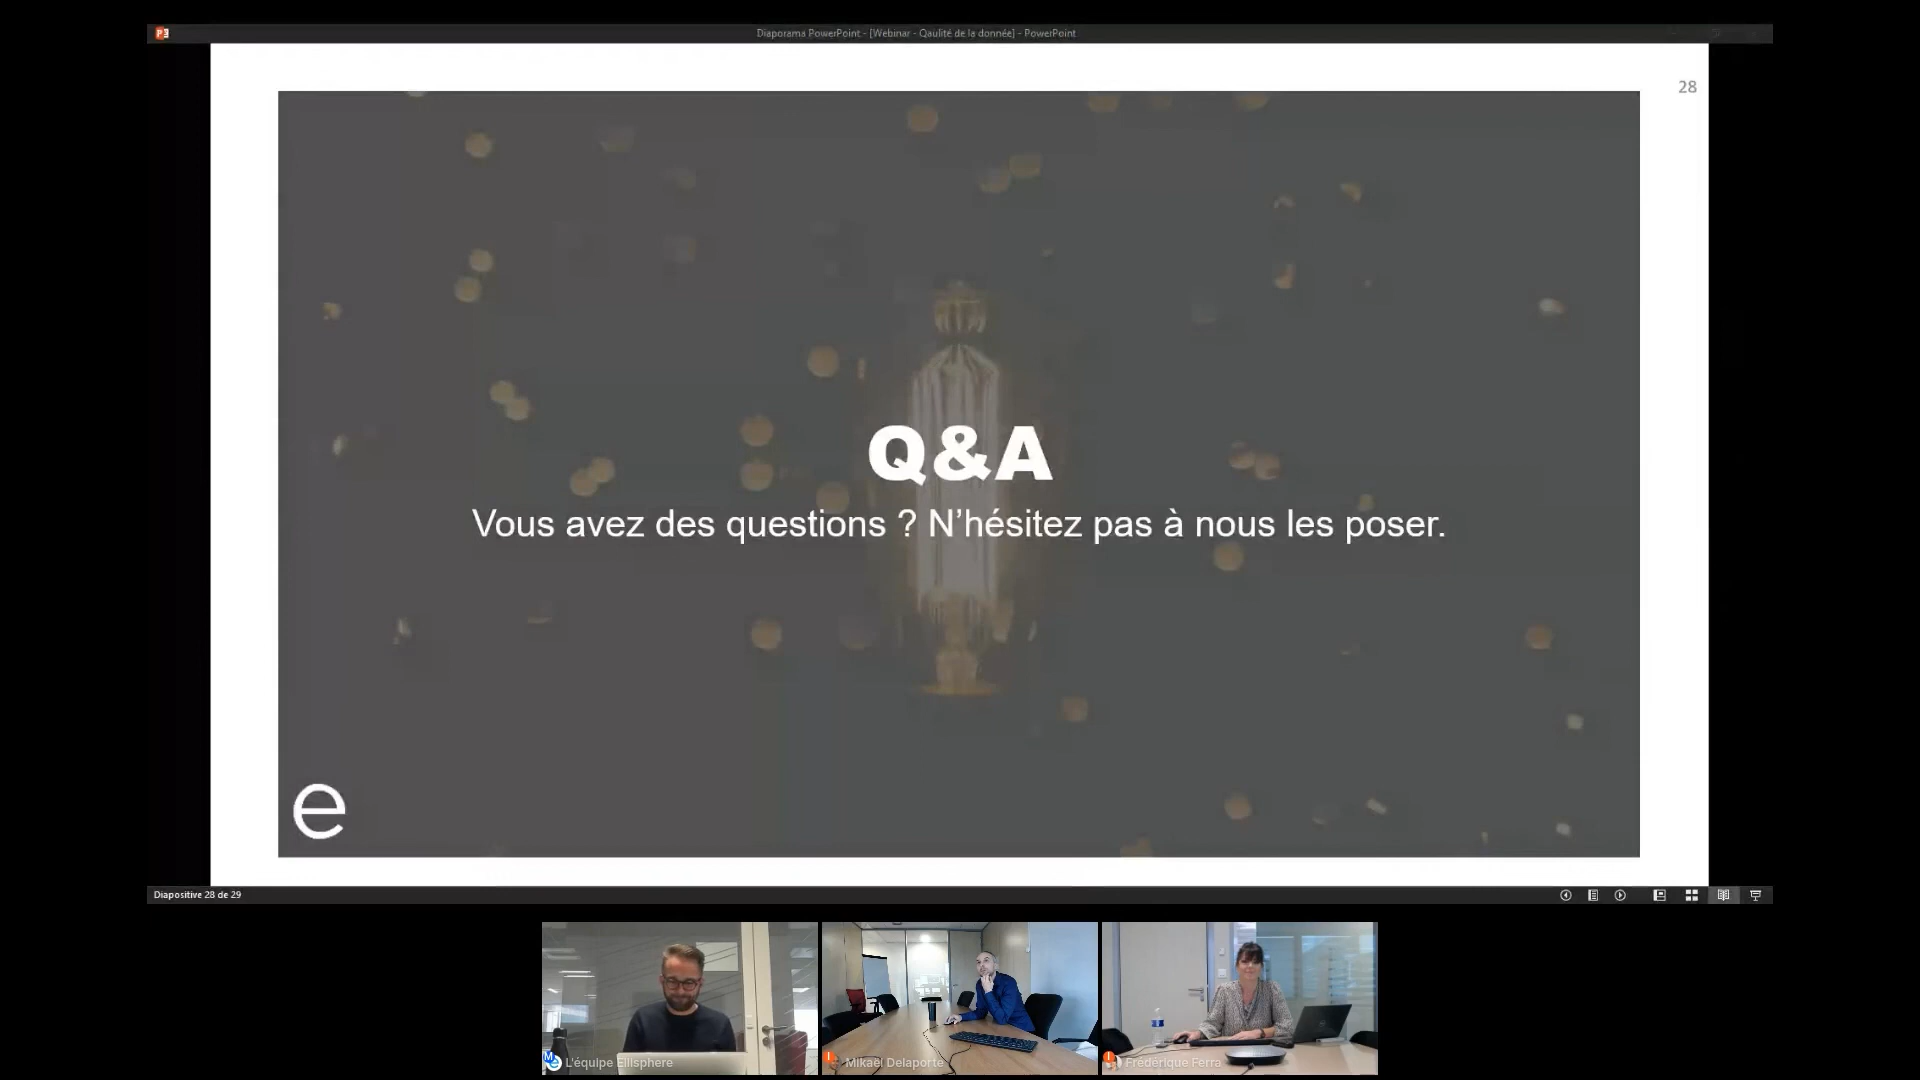 Diaporama PowerPoint - [Webinar - Qaulité de la donnée] - PowerPoint
28
Q&A
Vous avez des questions ? N’hésitez pas à nous les poser.
e
Diapositive 28 de 29
L'équipe Ellisphere
Mikaël Delaporte
Frédérique Ferra